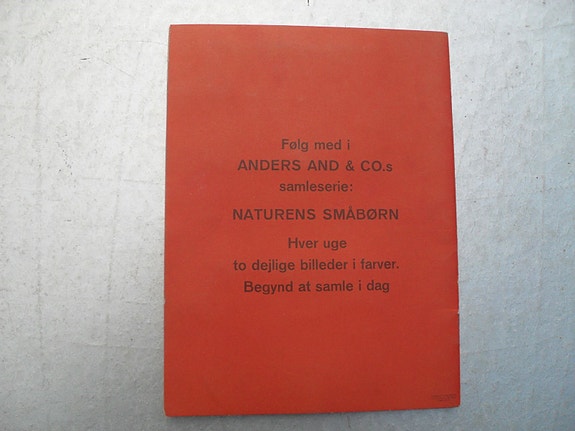 Følg med i
ANDERS AND & CO.s
samleserie:
NATURENS SMÅBØRN
Hver uge
to dejlige billeder i farver.
Begynd at samle i dag